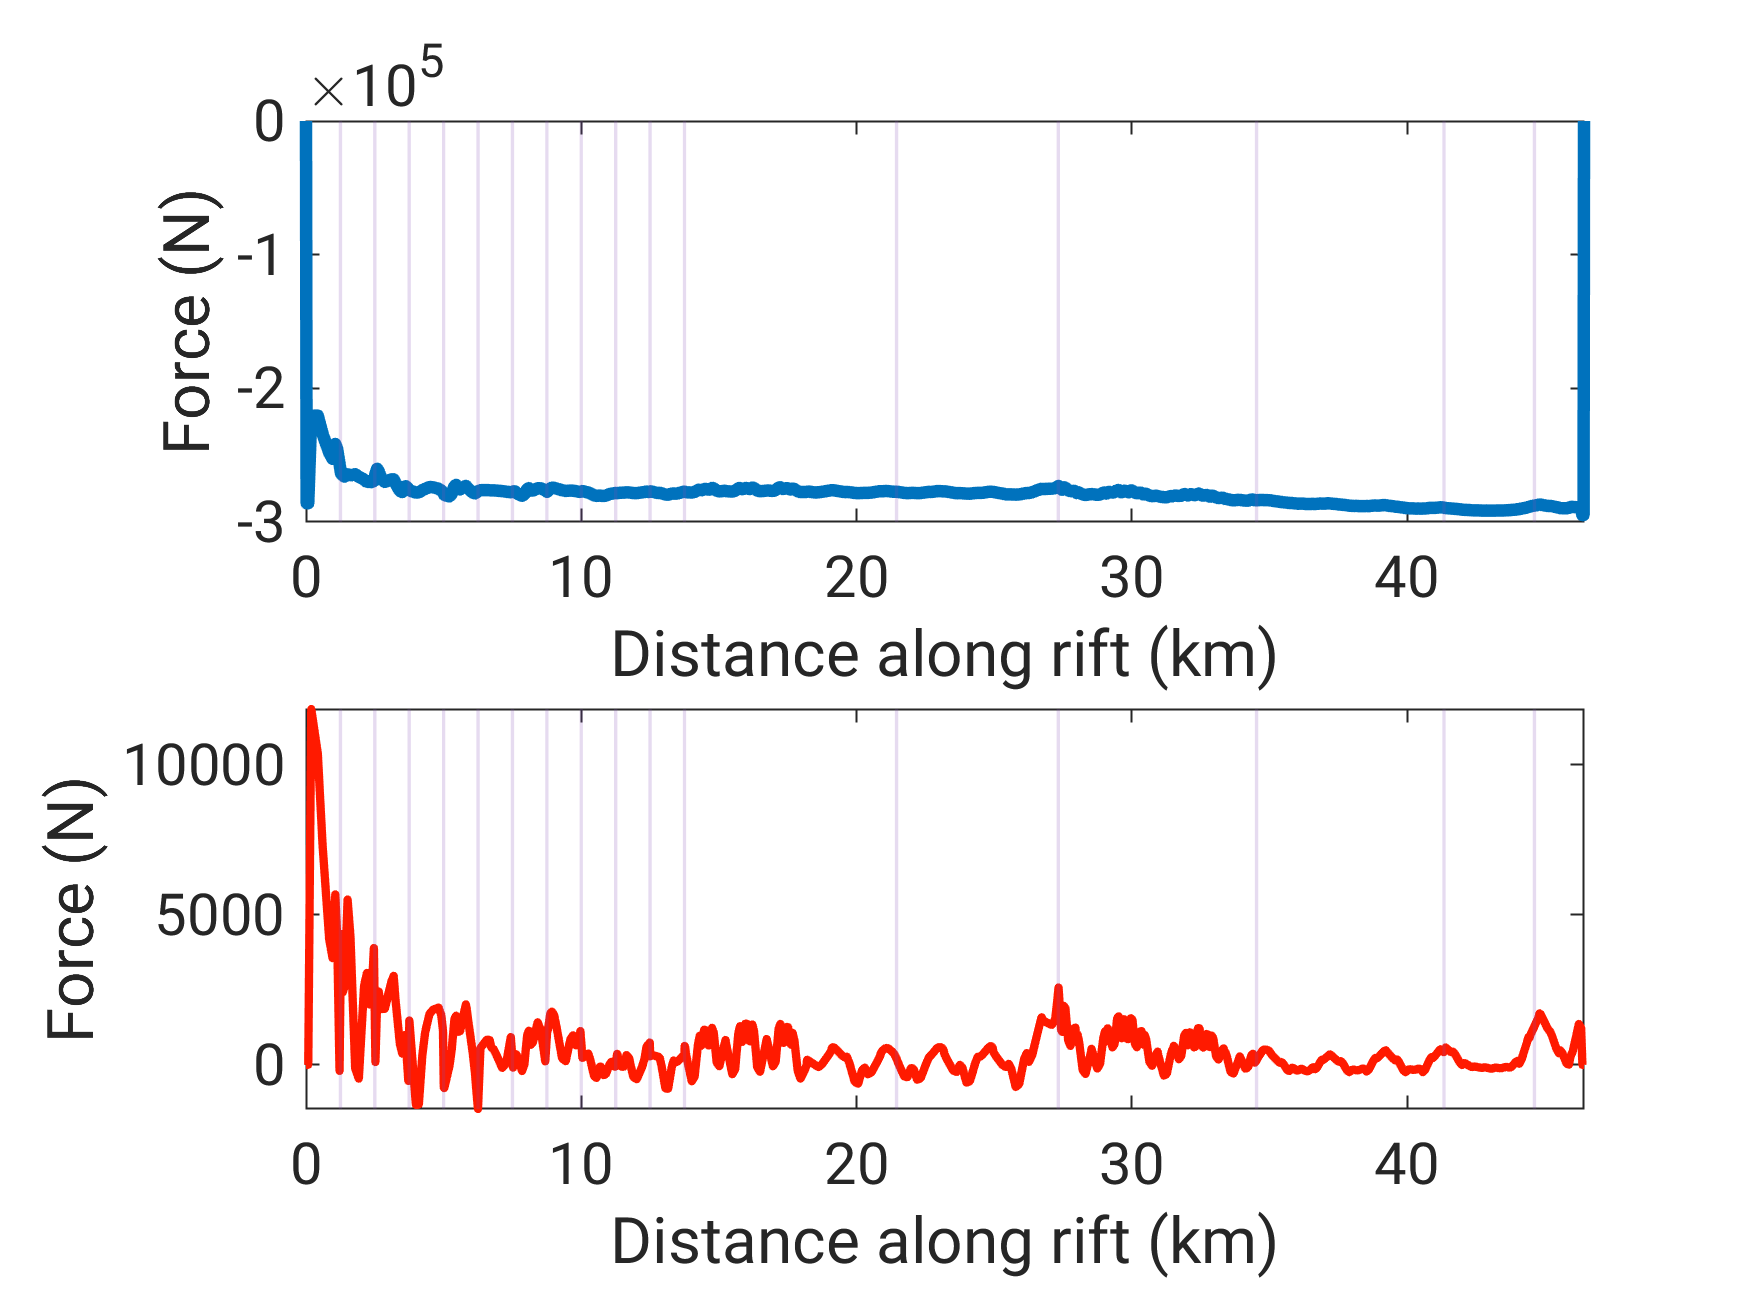 ×10^5
0
-1
-2
-3
Force (N)
0 10 20 30 40
Distance along rift (km)
10000
5000
0
Force (N)
0 10 20 30 40
Distance along rift (km)